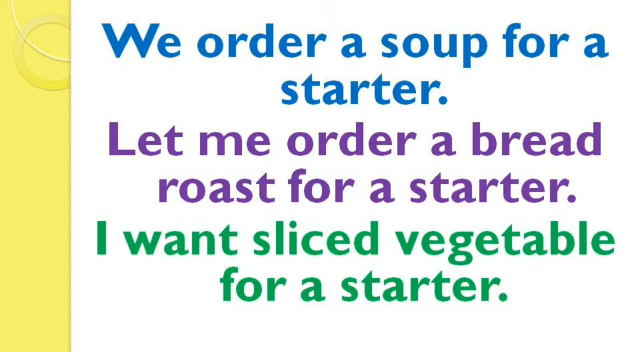 We order a soup for a
starter.
Let me order a bread
roast for a starter.
I want sliced vegetable
for a starter.